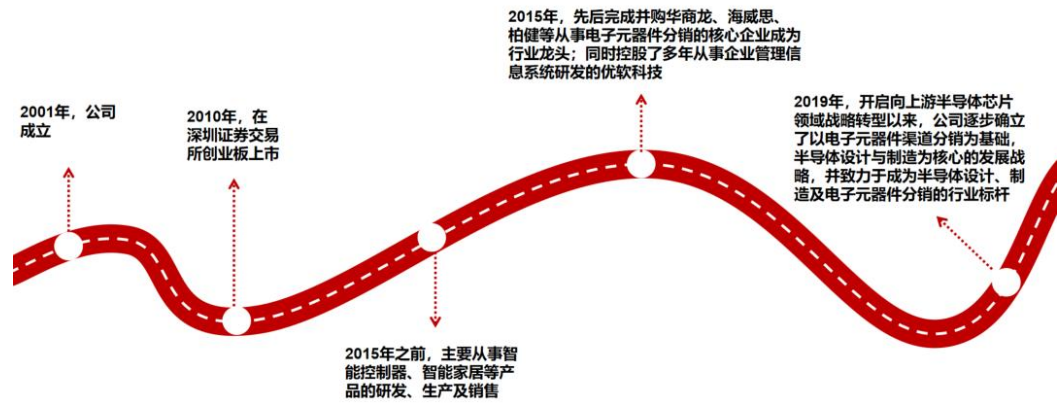 2001年，公司
成立
2010年，在
深圳证券交易
所创业板上市
2015年之前，主要从事智
能控制器、智能家居等产
品的研发、生产及销售
2015年，先后完成并购华商龙、海威思、
柏健等从事电子元器件分销的核心企业成为
行业龙头；同时控股了多年从事企业管理信
息系统研发的优软科技
2019年，开启向上游半导体芯片
领域战略转型以来，公司逐步确立
了以电子元器件渠道分销为基础，
半导体设计与制造为核心的发展战
略，并致力于成为半导体设计、制
造及电子元器件分销的行业标杆